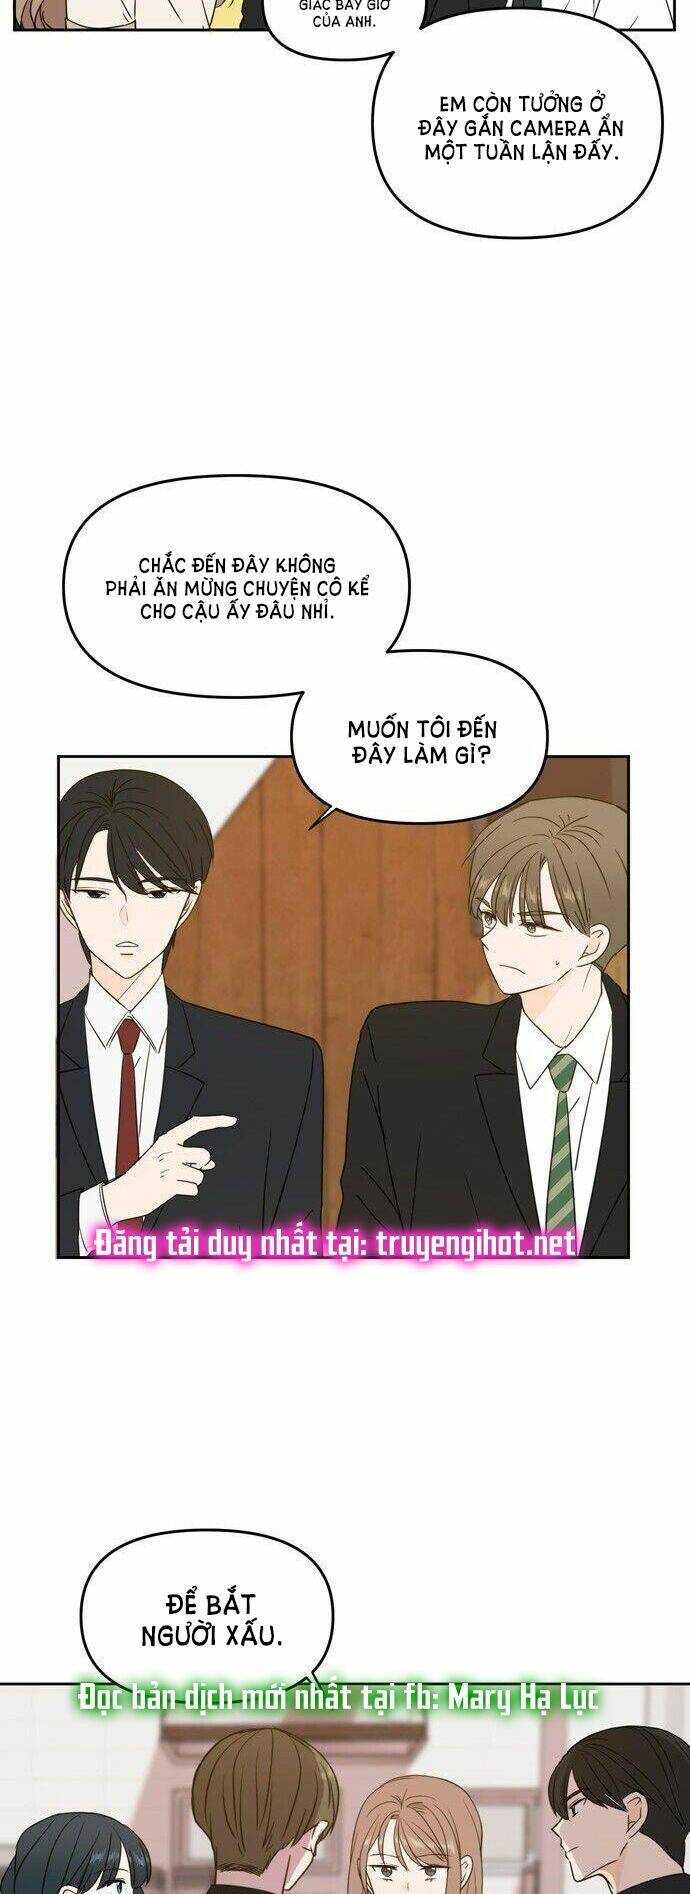 GIÁC BÂY GIỜ
CỦA ANH.
EM CÒN TƯỞNG Ở
ĐÂY GẮN CAMERA ẨN
MỘT TUẦN LẬN ĐẤY.
CHẮC ĐẾN ĐÂY KHÔNG
PHẢI ĂN MỪNG CHUYỆN CÔ KỂ
CHO CẬU ẤY ĐÂU NHỈ.
MUỐN TÔI ĐẾN
ĐÂY LÀM GÌ?
Đăng tải duy nhất tại: truyengihot.net
ĐỂ BẮT
NGƯỜI XẤU.
Đọc bản dịch mới nhất tại fb: Mary Hạ Lục